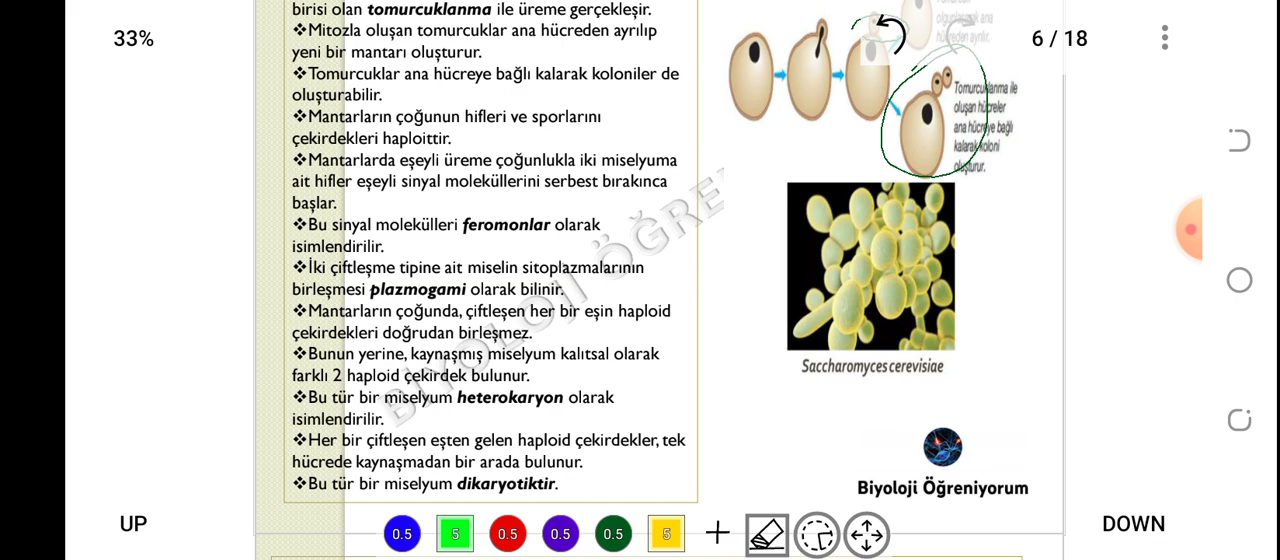 33%
6 / 18
birisi olan tomurcuklanma ile üreme gerçekleşir.
❖Mitozla oluşan tomurcuklar ana hücreden ayrılıp
yeni bir mantarı oluşturur.
❖Tomurcuklar ana hücreye bağlı kalarak koloniler de
oluşturabilir.
❖Mantarların çoğunun hifleri ve sporlarını
çekirdekleri haploittir.
❖Mantarlarda eşeyli üreme çoğunlukla iki miselyuma
ait hifler eşeyli sinyal moleküllerini serbest bırakınca
başlar.
❖Bu sinyal molekülleri feromonlar olarak
isimlendirilir.
❖İki çiftleşme tipine ait miselin sitoplazmalarının
birleşmesi plazmogami olarak bilinir.
❖Mantarların çoğunda, çiftleşen her bir eşin haploid
çekirdekleri doğrudan birleşmez.
❖Bunun yerine, kaynaşmış miselyum kalıtsal olarak
farklı 2 haploid çekirdek bulunur.
❖Bu tür bir miselyum heterokaryon olarak
isimlendirilir.
❖Her bir çiftleşen eşten gelen haploid çekirdekler, tek
hücrede kaynaşmadan bir arada bulunur.
❖Bu tür bir miselyum dikaryotiktir.
BİYOLOJİ ÖĞRE
ana
hücreden ayrılır.
Tomurcuklanma ile
oluşan hücreler
ana hücreye bağlı
kalarak koloni
oluşturur.
Saccharomyces cerevisiae
Biyoloji Öğreniyorum
UP
0.5 5 0.5 0.5 0.5 5
DOWN